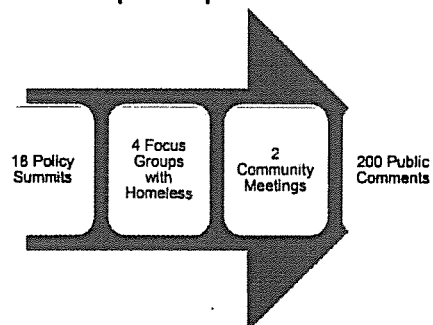 18 Policy
Summits
4 Focus
Groups
with
Homeless
2
Community
Meetings
200 Public
Comments